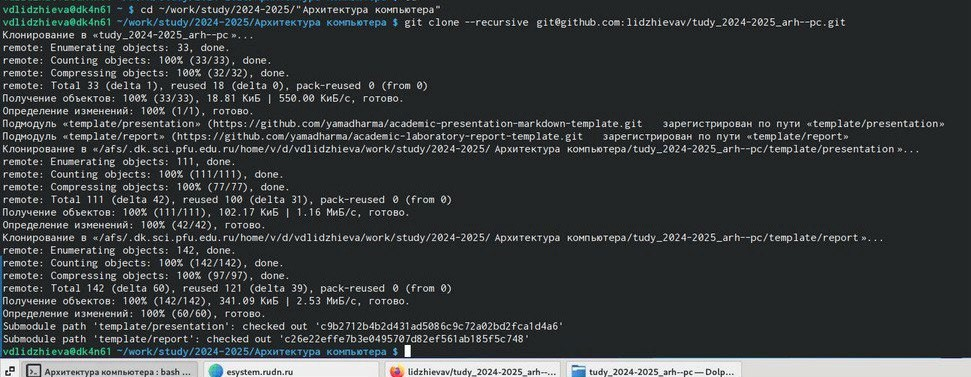 vdlidzhieva@dk4n61 ~ $ cd ~/work/study/2024-2025/"Архитектура компьютера"
vdlidzhieva@dk4n61 ~/work/study/2024-2025/Архитектура компьютера $ git clone --recursive git@github.com:lidzhievav/tudy_2024-2025_arh--pc.git
Клонирование в «tudy_2024-2025_arh--pc»...
remote: Enumerating objects: 33, done.
remote: Counting objects: 100% (33/33), done.
remote: Compressing objects: 100% (32/32), done.
remote: Total 33 (delta 1), reused 18 (delta 0), pack-reused 0 (from 0)
Получение объектов: 100% (33/33), 18.81 КиБ | 550.00 КиБ/с, готово.
Определение изменений: 100% (1/1), готово.
Подмодуль «template/presentation» (https://github.com/yamadharma/academic-presentation-markdown-template.git зарегистрирован по пути «template/presentation»
Подмодуль «template/report» (https://github.com/yamadharma/academic-laboratory-report-template.git зарегистрирован по пути «template/report»
Клонирование в «/afs/.dk.sci.pfu.edu.ru/home/v/d/vdlidzhieva/work/study/2024-2025/ Архитектура компьютера/tudy_2024-2025_arh--pc/template/presentation»...
remote: Enumerating objects: 111, done.
remote: Counting objects: 100% (111/111), done.
remote: Compressing objects: 100% (77/77), done.
remote: Total 111 (delta 42), reused 100 (delta 31), pack-reused 0 (from 0)
Получение объектов: 100% (111/111), 102.17 КиБ | 1.16 МиБ/с, готово.
Определение изменений: 100% (42/42), готово.
Клонирование в «/afs/.dk.sci.pfu.edu.ru/home/v/d/vdlidzhieva/work/study/2024-2025/ Архитектура компьютера/tudy_2024-2025_arh--pc/template/report»...
remote: Enumerating objects: 142, done.
remote: Counting objects: 100% (142/142), done.
remote: Compressing objects: 100% (97/97), done.
remote: Total 142 (delta 60), reused 121 (delta 39), pack-reused 0 (from 0)
Получение объектов: 100% (142/142), 341.09 КиБ | 2.53 МиБ/с, готово.
Определение изменений: 100% (60/60), готово.
Submodule path 'template/presentation': checked out 'c9b2712b4b2d431ad5086c9c72a02bd2fca1d4a6'
Submodule path 'template/report': checked out 'c26e22effe7b3e0495707d82ef561ab185f5c748'
vdlidzhieva@dk4n61 ~/work/study/2024-2025/Архитектура компьютера $
Архитектура компьютера : bash ...
esystem.rudn.ru
lidzhievav/tudy_2024-2025_arh--...
tudy_2024-2025_arh--pc — Dolp...